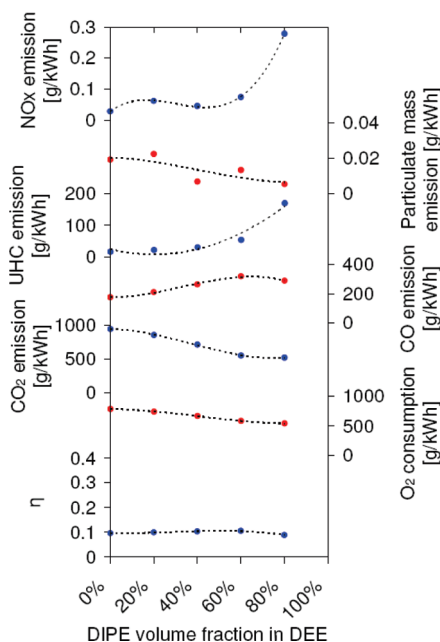 NOx emission
[g/kWh]
0.3
0.2
0.1
0
Particulate mass
emission [g/kWh]
0.04
0.02
0
UHC emission
[g/kWh]
200
100
0
CO emission
[g/kWh]
400
200
0
CO₂ emission
[g/kWh]
1000
500
0
O₂ consumption
[g/kWh]
1000
500
0
η
0.4
0.3
0.2
0.1
0
0%
20%
40%
60%
80%
100%
DIPE volume fraction in DEE